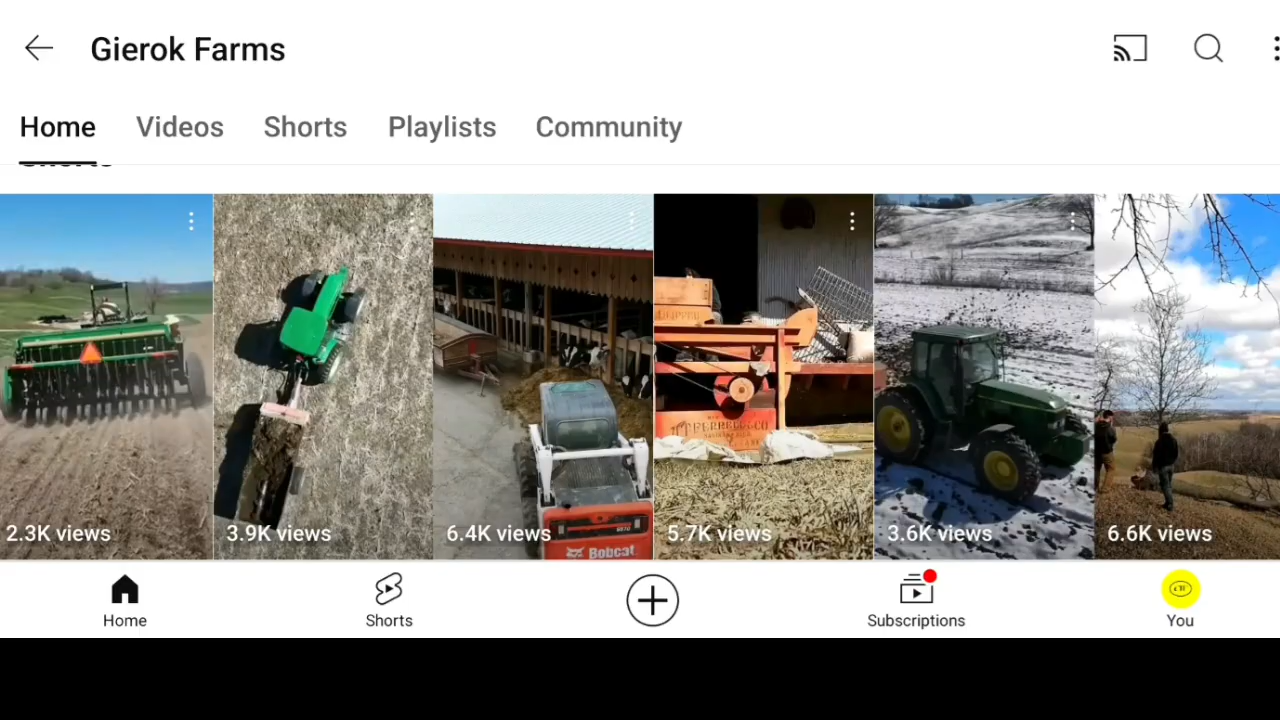 Gierok Farms
Home Videos Shorts Playlists Community
Bobcat
2.3K views 3.9K views 6.4K views 5.7K views 3.6K views 6.6K views
Home Shorts Subscriptions You